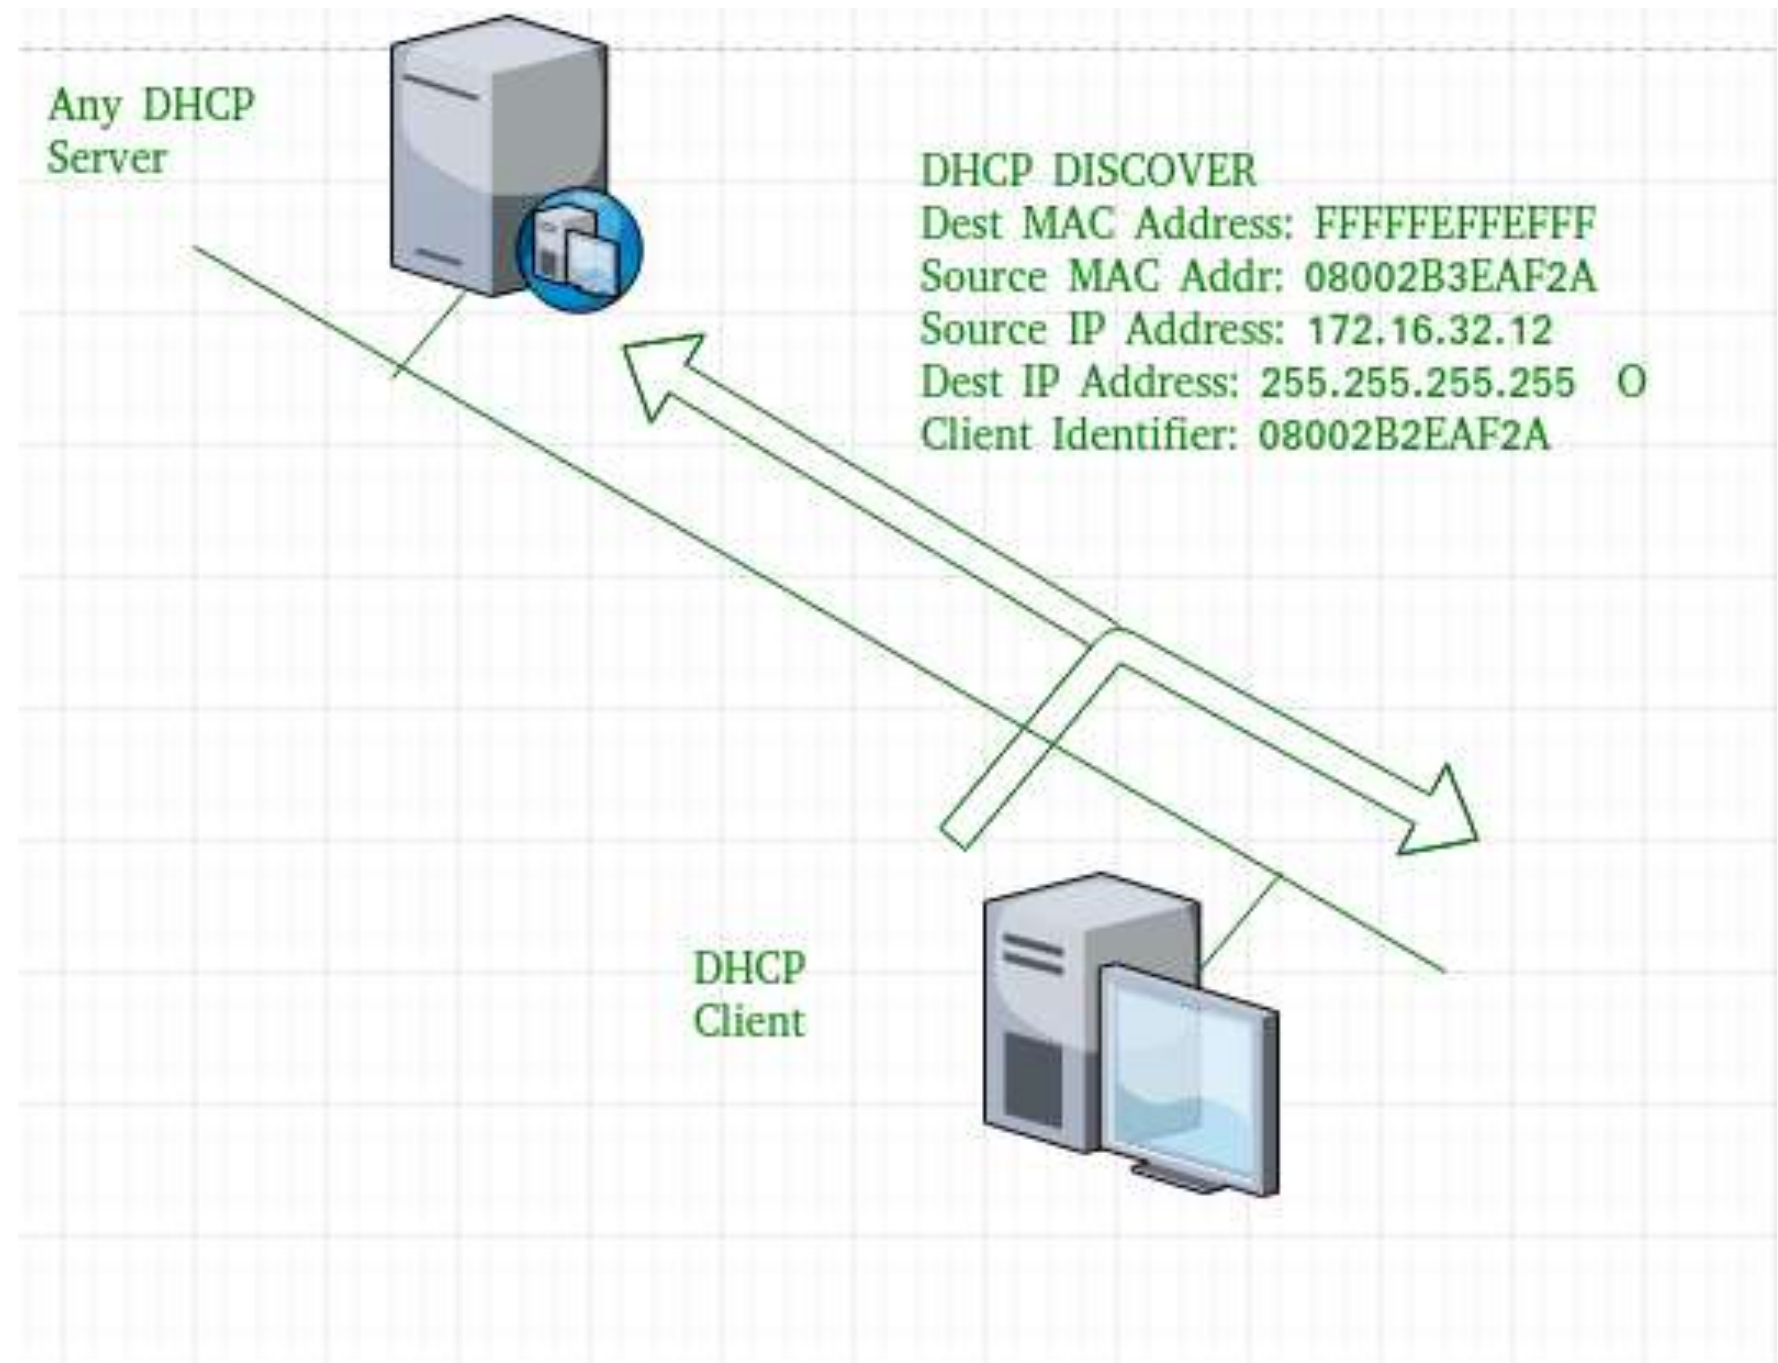 Any DHCP
Server
DHCP DISCOVER
Dest MAC Address: FFFFFEFFEFFF
Source MAC Addr: 08002B3EAF2A
Source IP Address: 172.16.32.12
Dest IP Address: 255.255.255.255 O
Client Identifier: 08002B2EAF2A
DHCP
Client